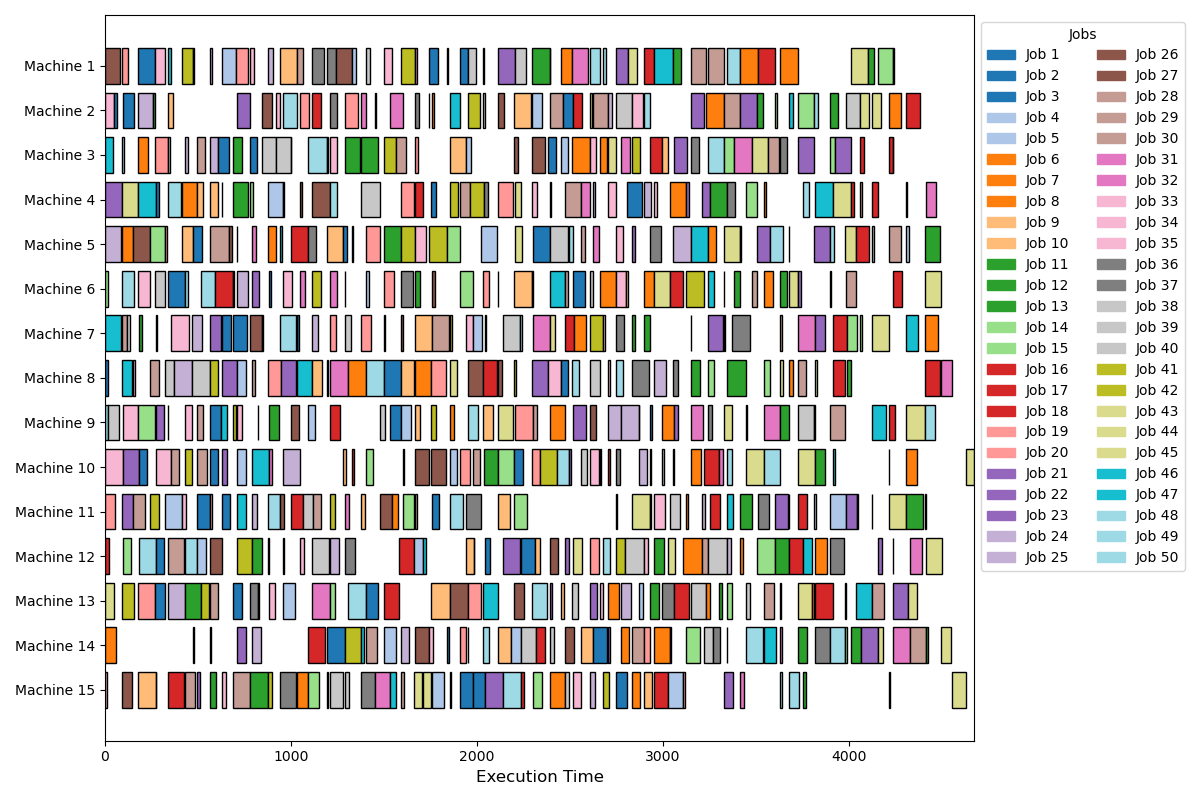 Machine 1
Machine 2
Machine 3
Machine 4
Machine 5
Machine 6
Machine 7
Machine 8
Machine 9
Machine 10
Machine 11
Machine 12
Machine 13
Machine 14
Machine 15
0 1000 2000 3000 4000
Execution Time
Jobs
Job 1
Job 2
Job 3
Job 4
Job 5
Job 6
Job 7
Job 8
Job 9
Job 10
Job 11
Job 12
Job 13
Job 14
Job 15
Job 16
Job 17
Job 18
Job 19
Job 20
Job 21
Job 22
Job 23
Job 24
Job 25
Job 26
Job 27
Job 28
Job 29
Job 30
Job 31
Job 32
Job 33
Job 34
Job 35
Job 36
Job 37
Job 38
Job 39
Job 40
Job 41
Job 42
Job 43
Job 44
Job 45
Job 46
Job 47
Job 48
Job 49
Job 50